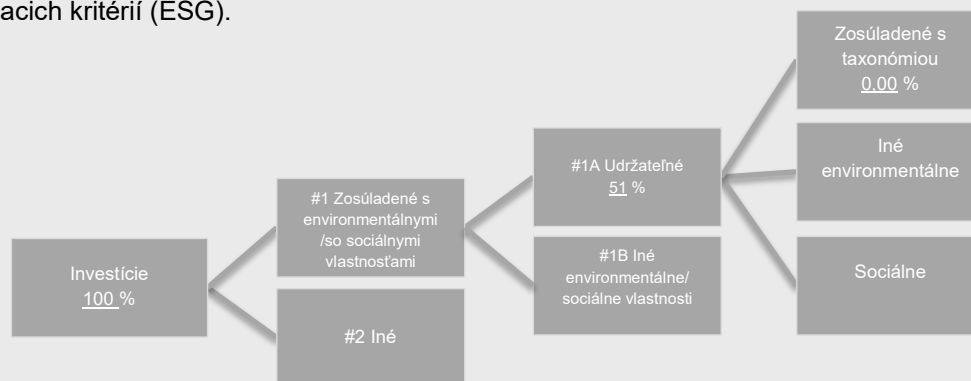 acich kritérií (ESG).
Investície
100 %
#1 Zosúladené s
environmentálnymi
/so sociálnymi
vlastnosťami
#2 Iné
#1A Udržateľné
51 %
#1B Iné
environmentálne/
sociálne vlastnosti
Zosúladené s
taxonómiou
0,00 %
Iné
environmentálne
Sociálne